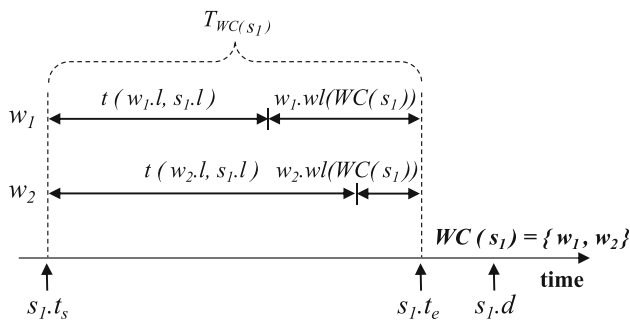 T_{WC(s_1)}
t ( w_1.l, s_1.l ) w_1.wl(WC( s_1))
w_1
t ( w_2.l, s_1.l ) w_2.wl(WC( s_1))
w_2
WC ( s_1) = { w_1, w_2}
time
s_1.t_s s_1.t_e s_1.d